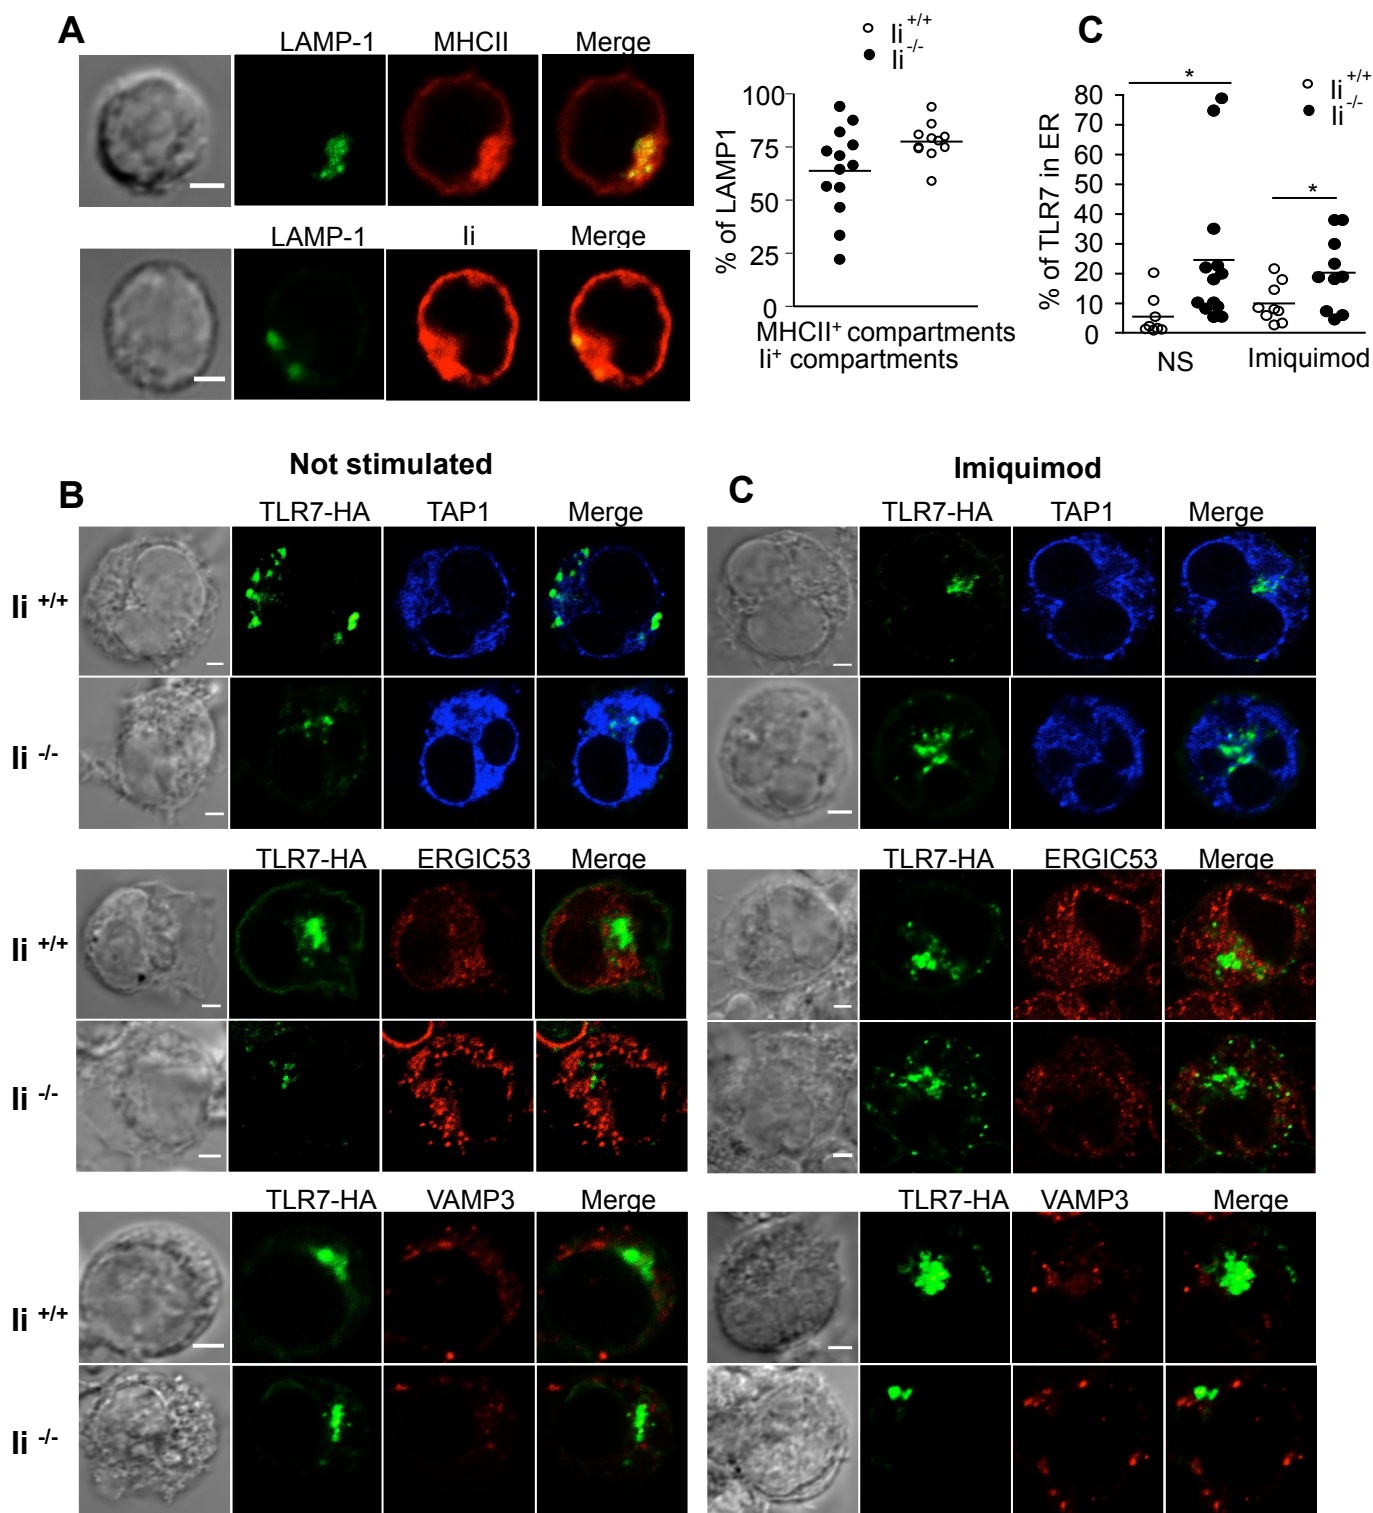 A
LAMP-1 MHCII Merge
LAMP-1 Ii Merge
Ii+/+
Ii-/-
% of LAMP1
100
75
50
25
0
MHCII+ compartments
Ii+ compartments
C
Ii+/+
Ii-/-
% of TLR7 in ER
80
70
60
50
40
30
20
10
0
*
*
NS Imiquimod
Not stimulated
B
TLR7-HA TAP1 Merge
Ii +/+
Ii -/-
TLR7-HA ERGIC53 Merge
Ii +/+
Ii -/-
TLR7-HA VAMP3 Merge
Ii +/+
Ii -/-
Imiquimod
C
TLR7-HA TAP1 Merge
TLR7-HA ERGIC53 Merge
TLR7-HA VAMP3 Merge